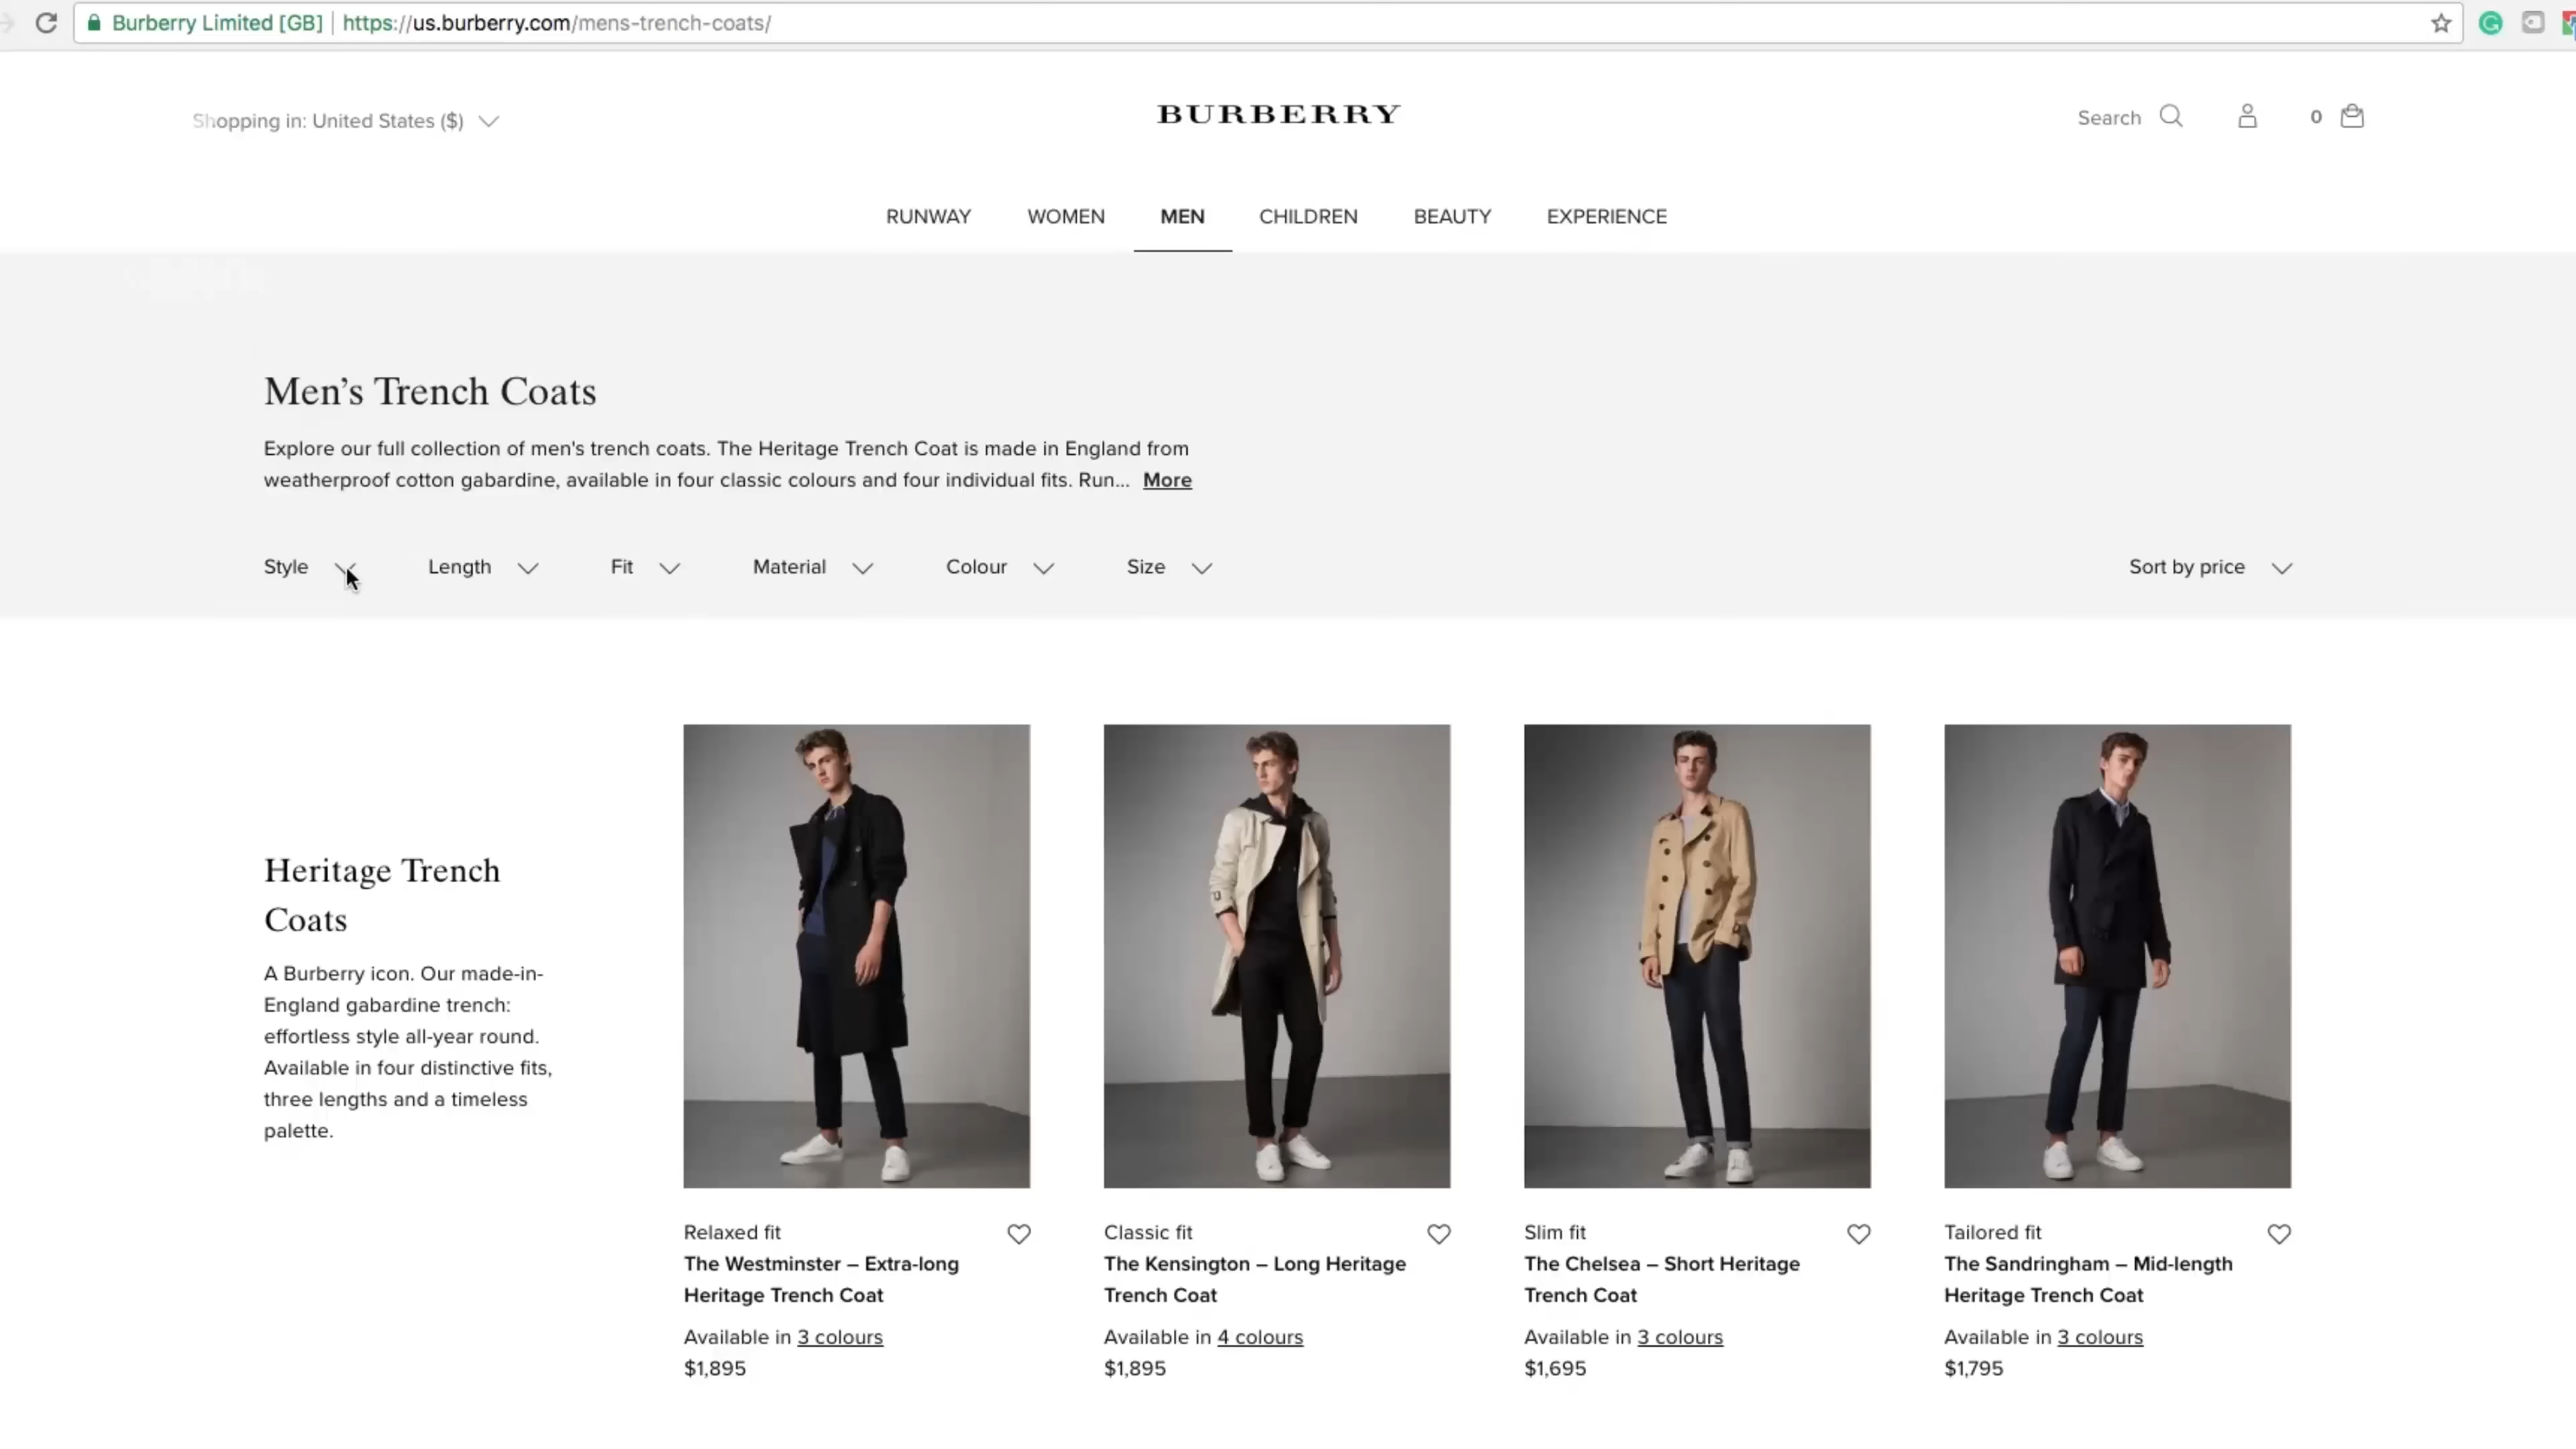 Burberry Limited [GB] | https://us.burberry.com/mens-trench-coats/
Shopping in: United States ($)
BURBERRY
Search
0
RUNWAY WOMEN MEN CHILDREN BEAUTY EXPERIENCE
Men’s Trench Coats
Explore our full collection of men's trench coats. The Heritage Trench Coat is made in England from
weatherproof cotton gabardine, available in four classic colours and four individual fits. Run... More
Style Length Fit Material Colour Size Sort by price
Heritage Trench
Coats
A Burberry icon. Our made-in-
England gabardine trench:
effortless style all-year round.
Available in four distinctive fits,
three lengths and a timeless
palette.
Relaxed fit
The Westminster – Extra-long
Heritage Trench Coat
Available in 3 colours
$1,895
Classic fit
The Kensington – Long Heritage
Trench Coat
Available in 4 colours
$1,895
Slim fit
The Chelsea – Short Heritage
Trench Coat
Available in 3 colours
$1,695
Tailored fit
The Sandringham – Mid-length
Heritage Trench Coat
Available in 3 colours
$1,795